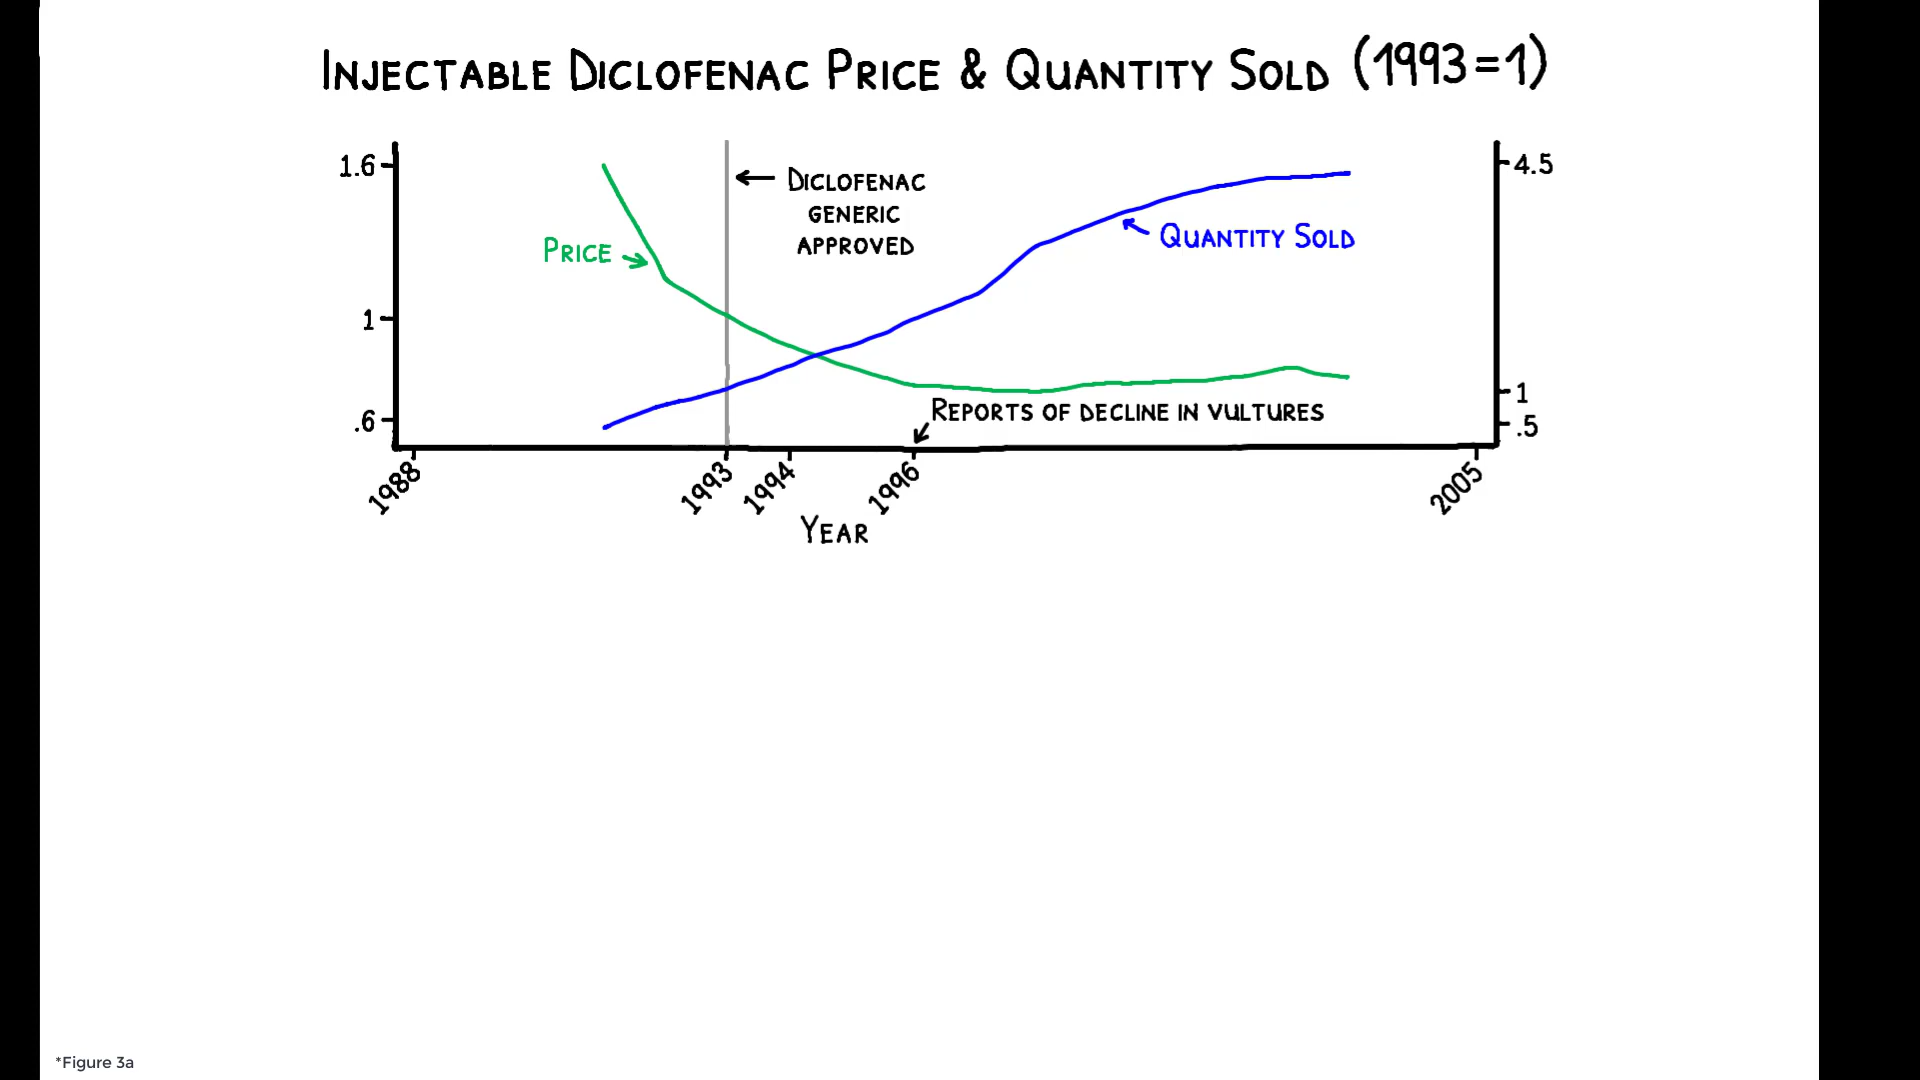 INJECTABLE DICLOFENAC PRICE & QUANTITY SOLD (1993=1)
1.6
1
.6
4.5
1
.5
DICLOFENAC
GENERIC
APPROVED
PRICE
QUANTITY SOLD
REPORTS OF DECLINE IN VULTURES
1988
1993
1994
1996
2005
YEAR
*Figure 3a